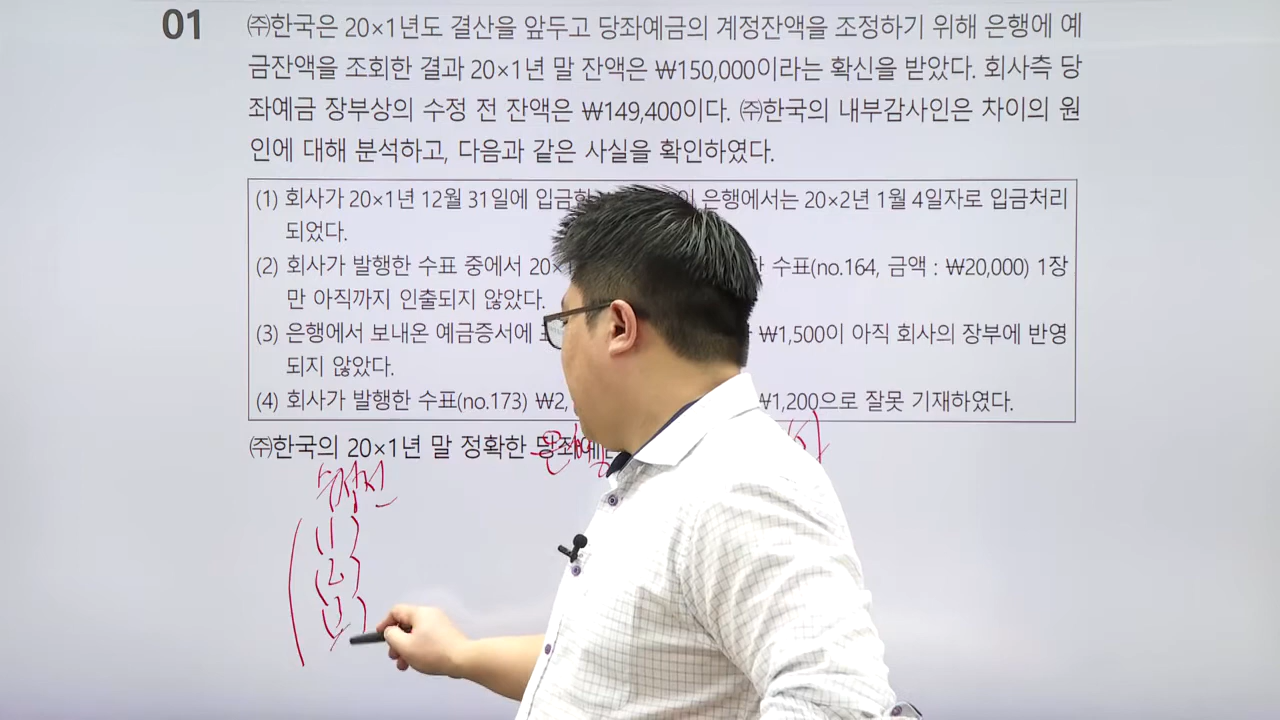 01
㈜한국은 20×1년도 결산을 앞두고 당좌예금의 계정잔액을 조정하기 위해 은행에 예
금잔액을 조회한 결과 20×1년 말 잔액은 ₩150,000이라는 확신을 받았다. 회사측 당
좌예금 장부상의 수정 전 잔액은 ₩149,400이다. ㈜한국의 내부감사인은 차이의 원
인에 대해 분석하고, 다음과 같은 사실을 확인하였다.
(1) 회사가 20×1년 12월 31일에 입금한 은행에서는 20×2년 1월 4일자로 입금처리
되었다.
(2) 회사가 발행한 수표 중에서 수표(no.164, 금액 : ₩20,000) 1장
만 아직까지 인출되지 않았다.
(3) 은행에서 보내온 예금증서에 ₩1,500이 아직 회사의 장부에 반영
되지 않았다.
(4) 회사가 발행한 수표(no.173) ₩1,200으로 잘못 기재하였다.
㈜한국의 20×1년 말 정확한
수정전
(1)
(2)